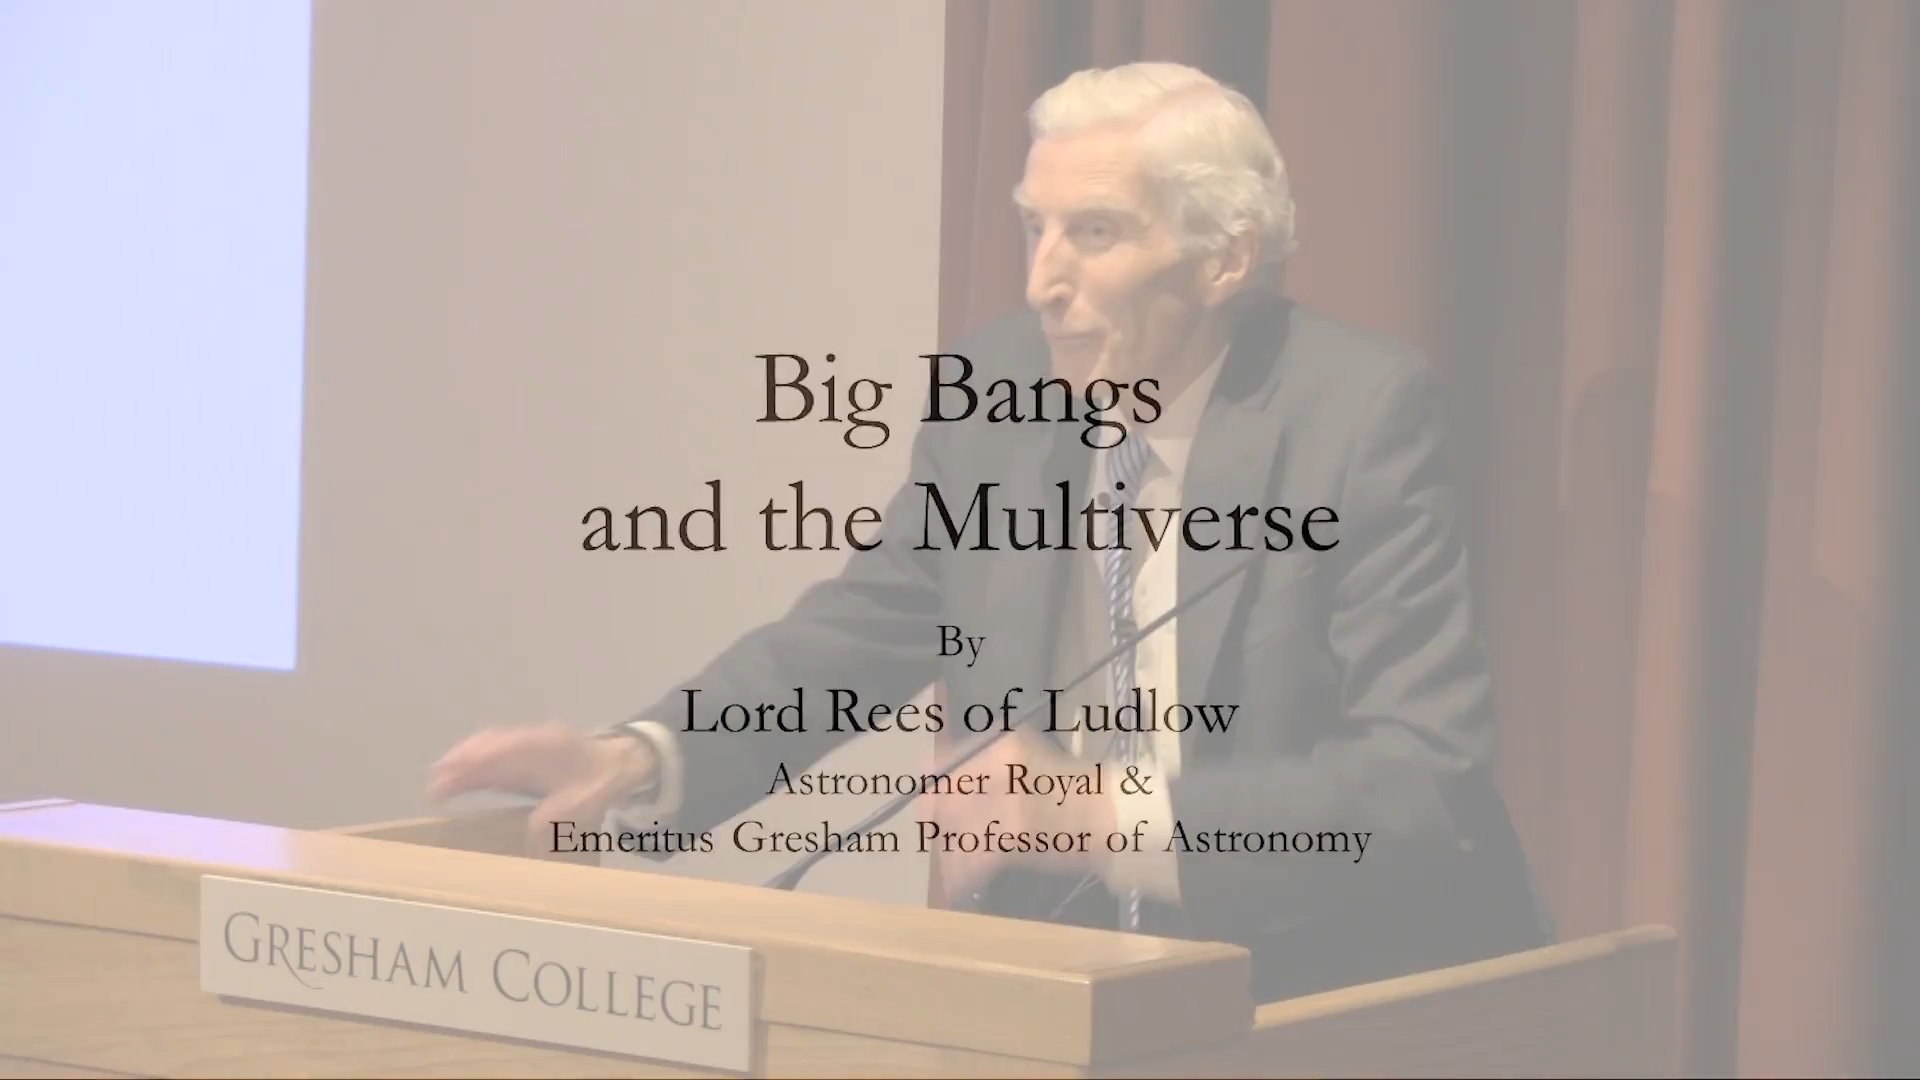 Big Bangs
and the Multiverse
By
Lord Rees of Ludlow
Astronomer Royal &
Emeritus Gresham Professor of Astronomy
GRESHAM COLLEGE